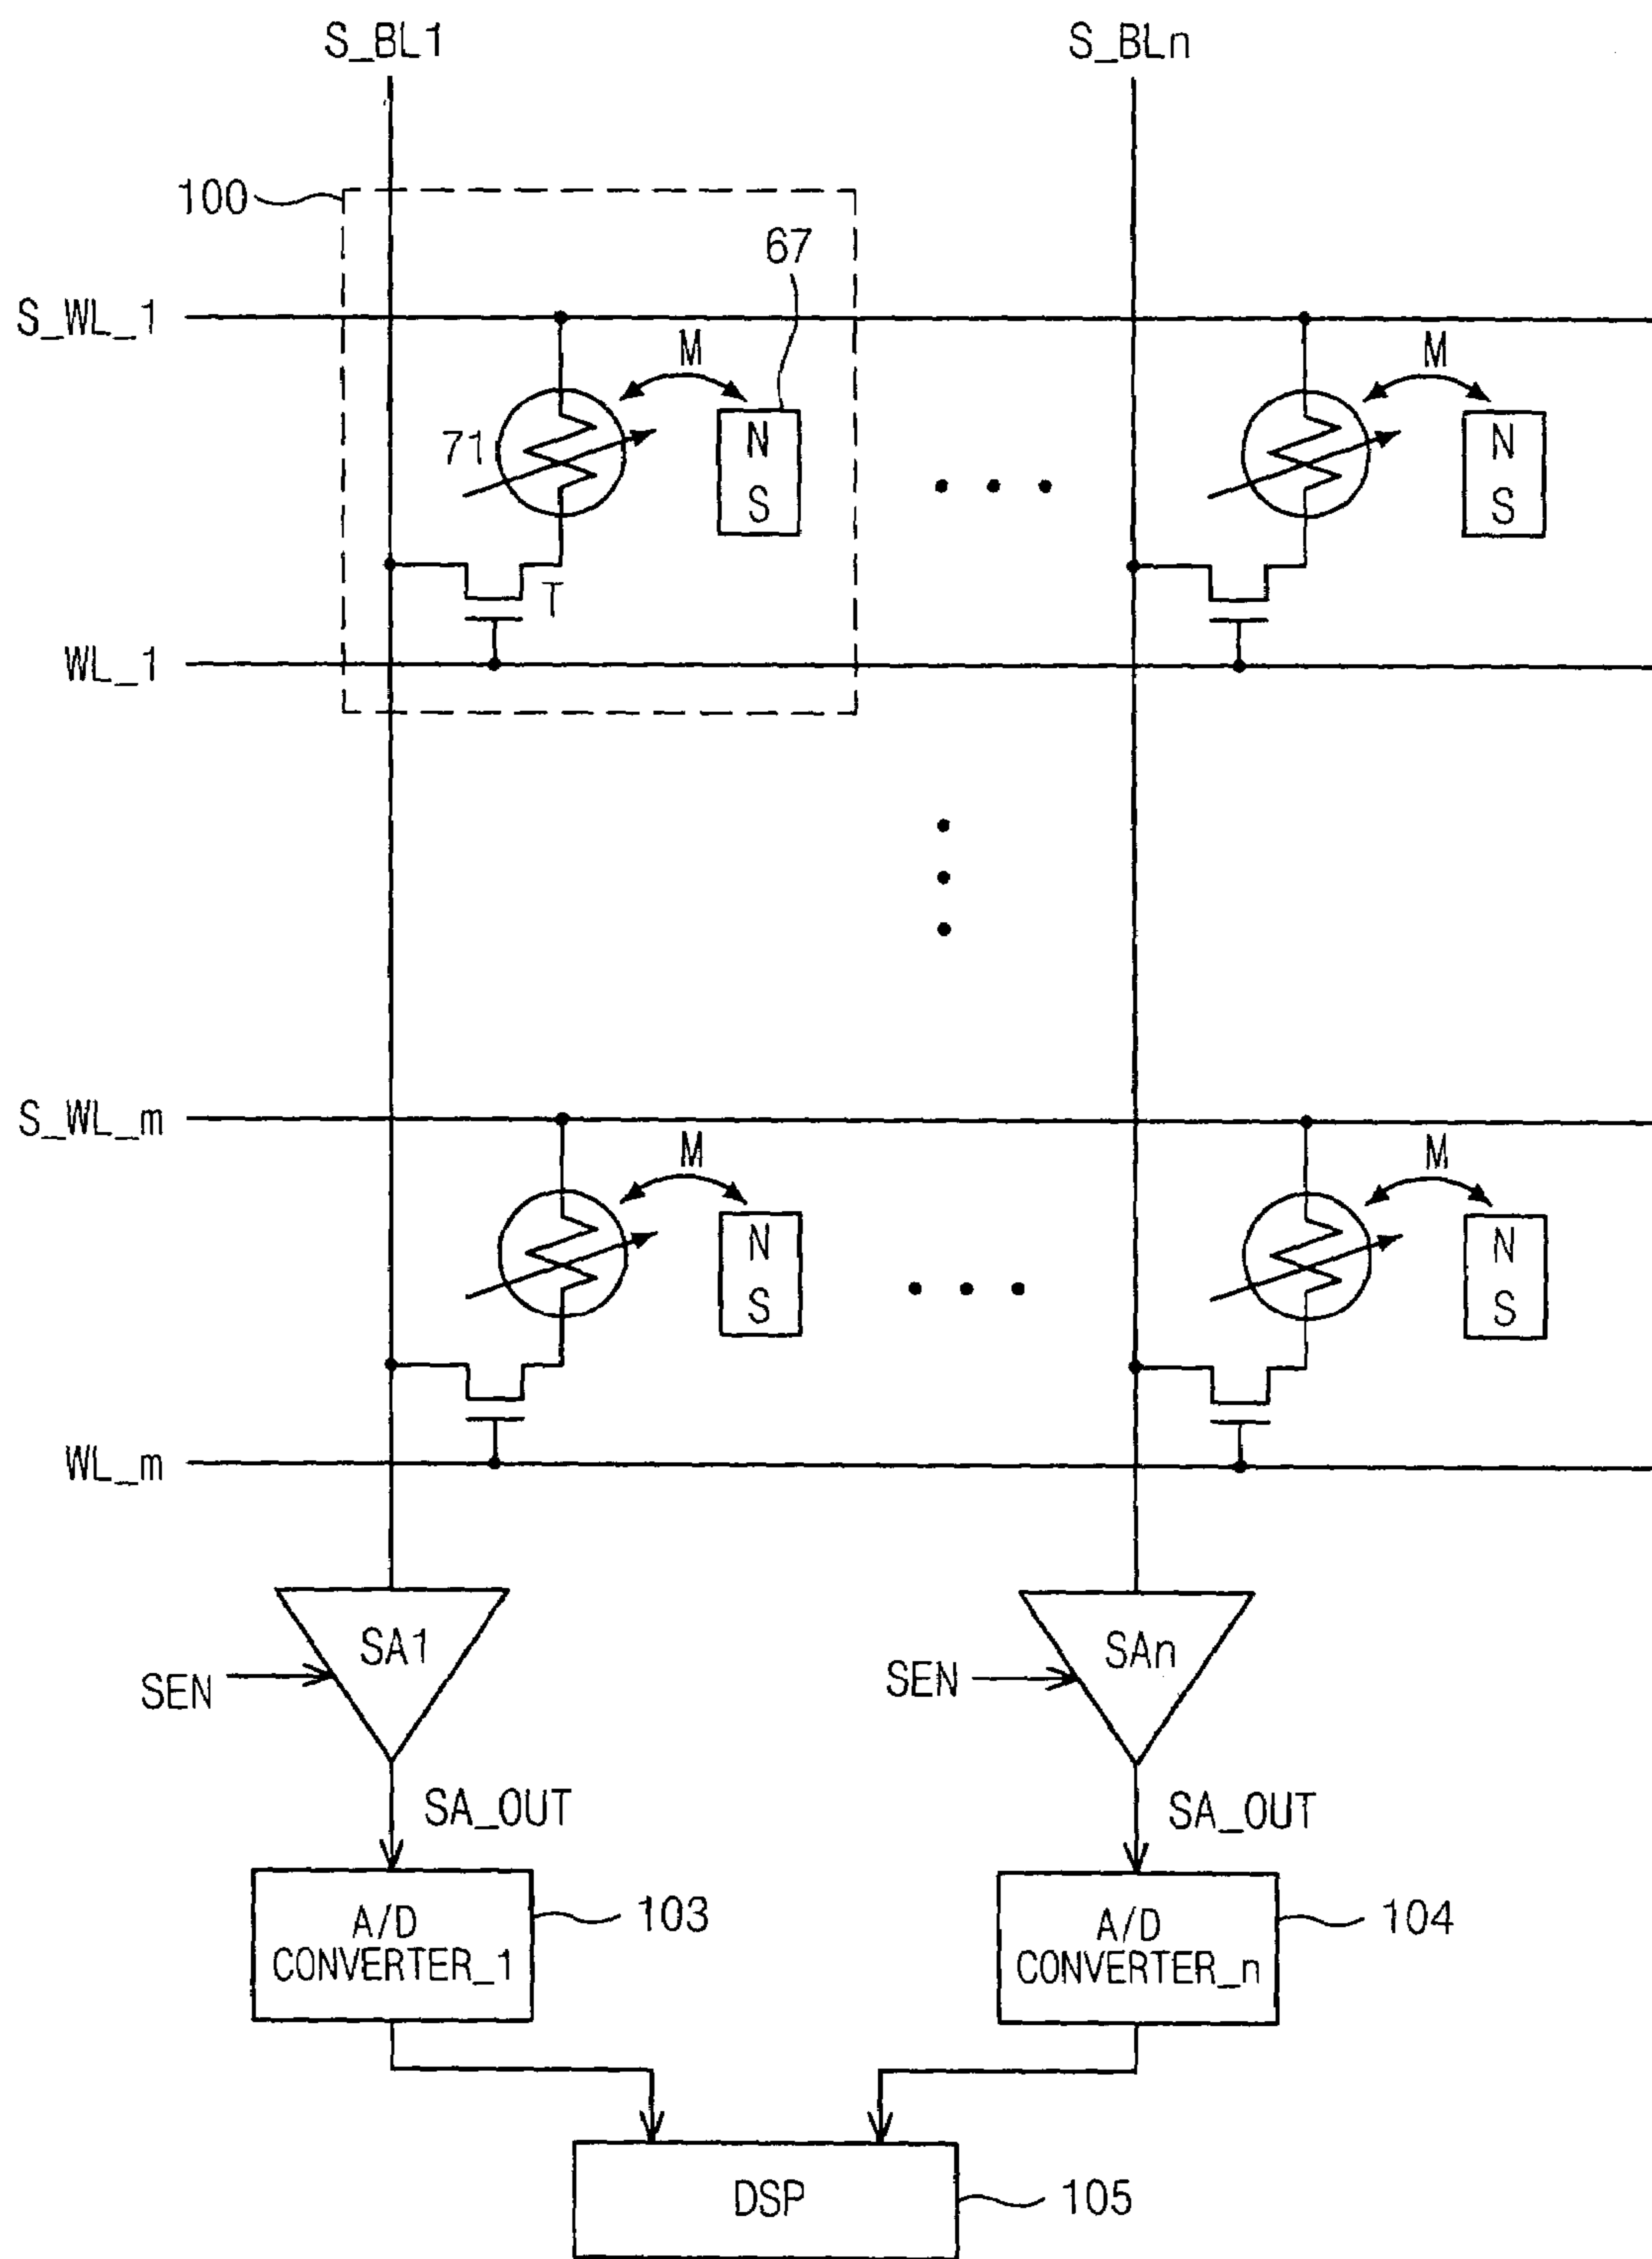 S_BL1
S_BLn
100
67
S_WL_1
M
M
71
N
S
N
S
T
WL_1
S_WL_m
M
M
N
S
N
S
WL_m
SA1
SAn
SEN
SEN
SA_OUT
SA_OUT
A/D
CONVERTER_1
103
A/D
CONVERTER_n
104
DSP
105